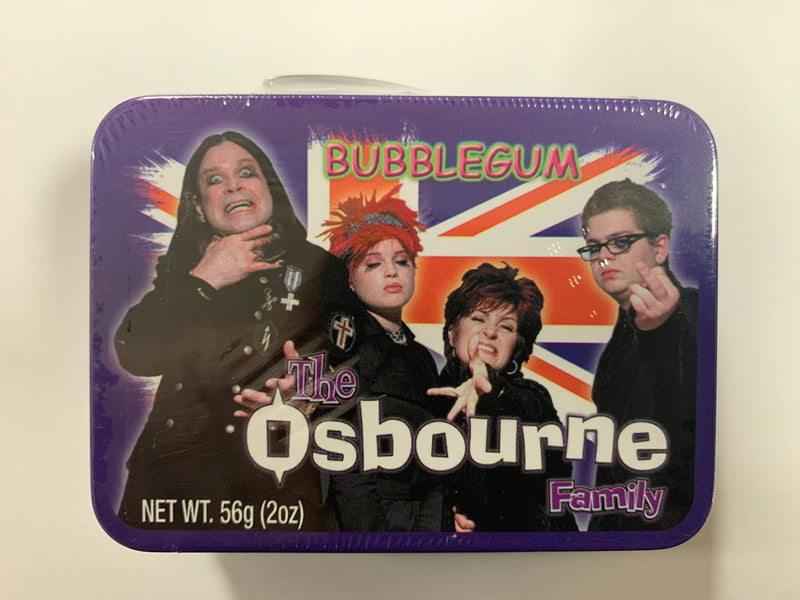 BUBBLEGUM
The
Osbourne
Family
NET WT. 56g (2oz)